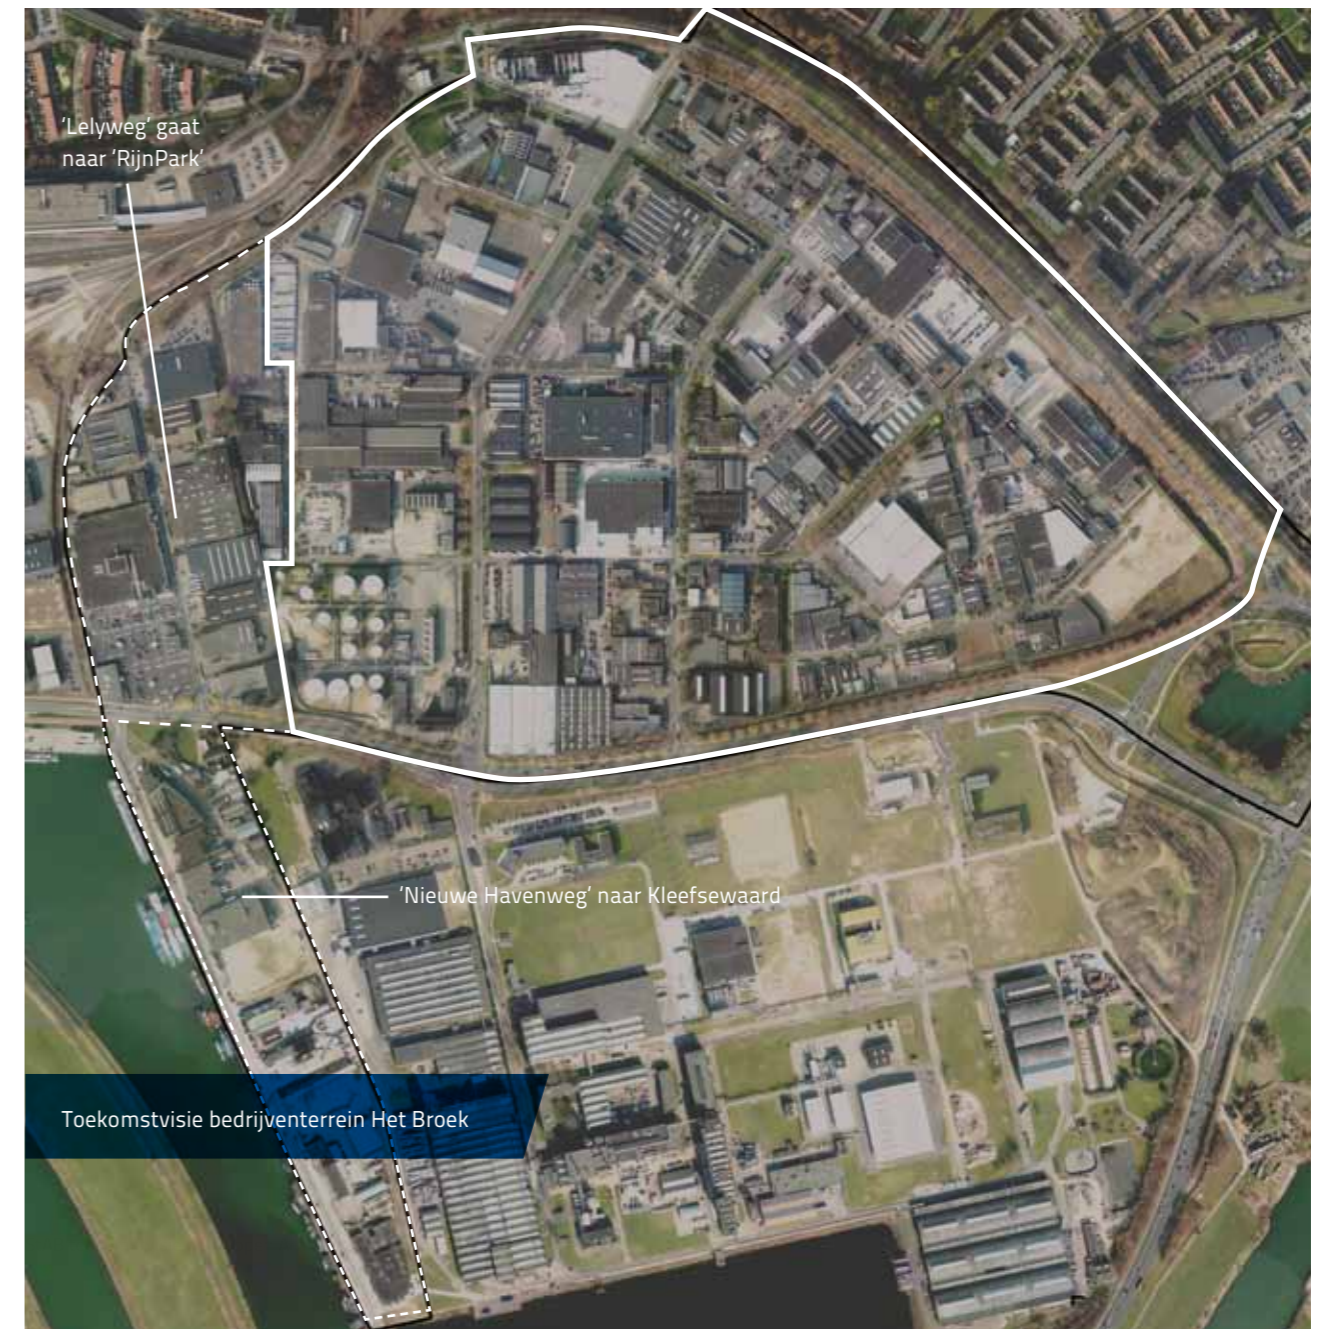 ‘Lelyweg’ gaat
naar ‘RijnPark’
‘Nieuwe Havenweg’ naar Kleefsewaard
Toekomstvisie bedrijventerrein Het Broek